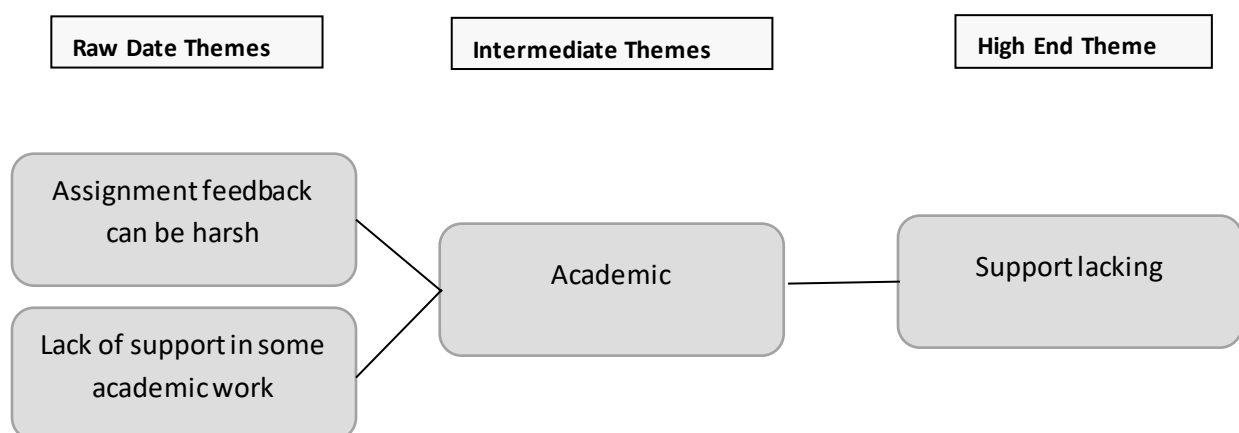 Raw Date Themes
Intermediate Themes
High End Theme
Assignment feedback
can be harsh
Lack of support in some
academic work
Academic
Support lacking